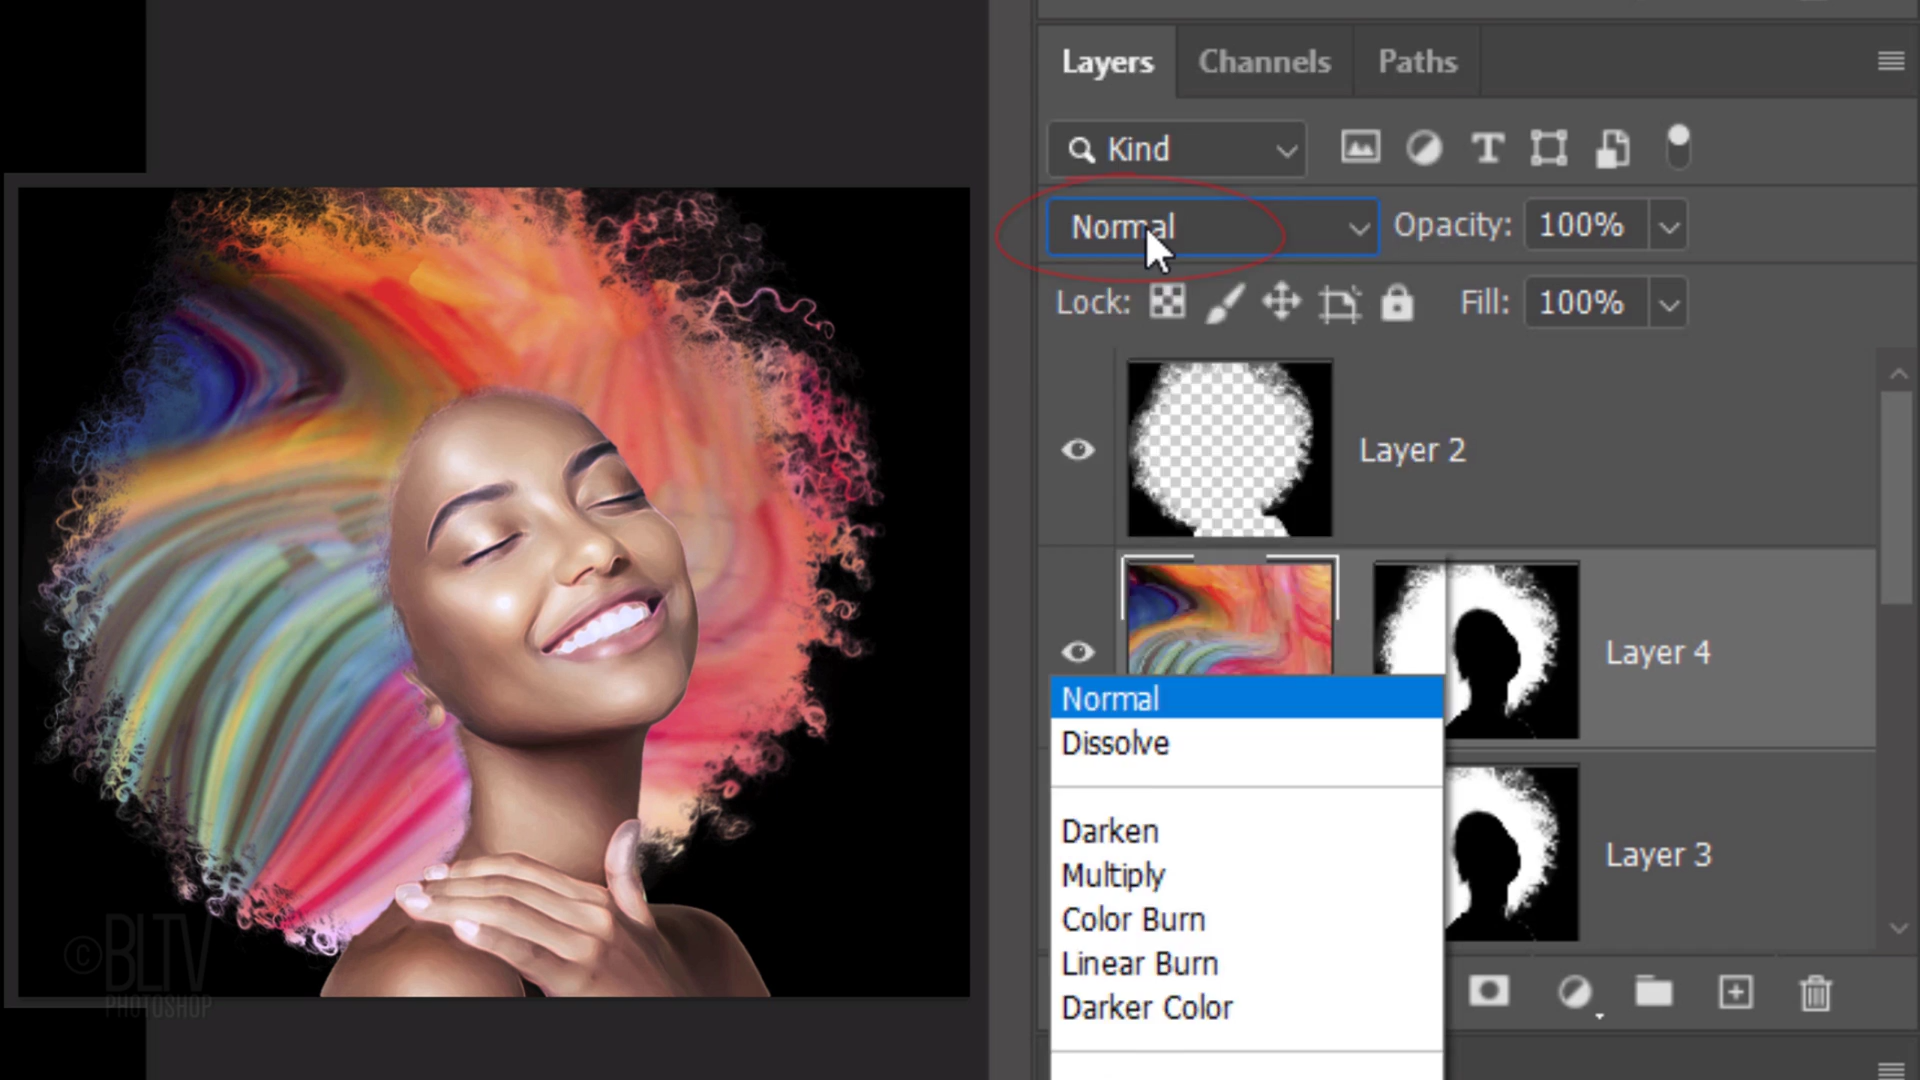 Layers Channels Paths
Kind
Normal Opacity: 100%
Lock: Fill: 100%
Layer 2
Layer 4
Normal
Dissolve
Darken
Layer 3
Multiply
Color Burn
Linear Burn
Darker Color
©BLTV
PHOTOSHOP